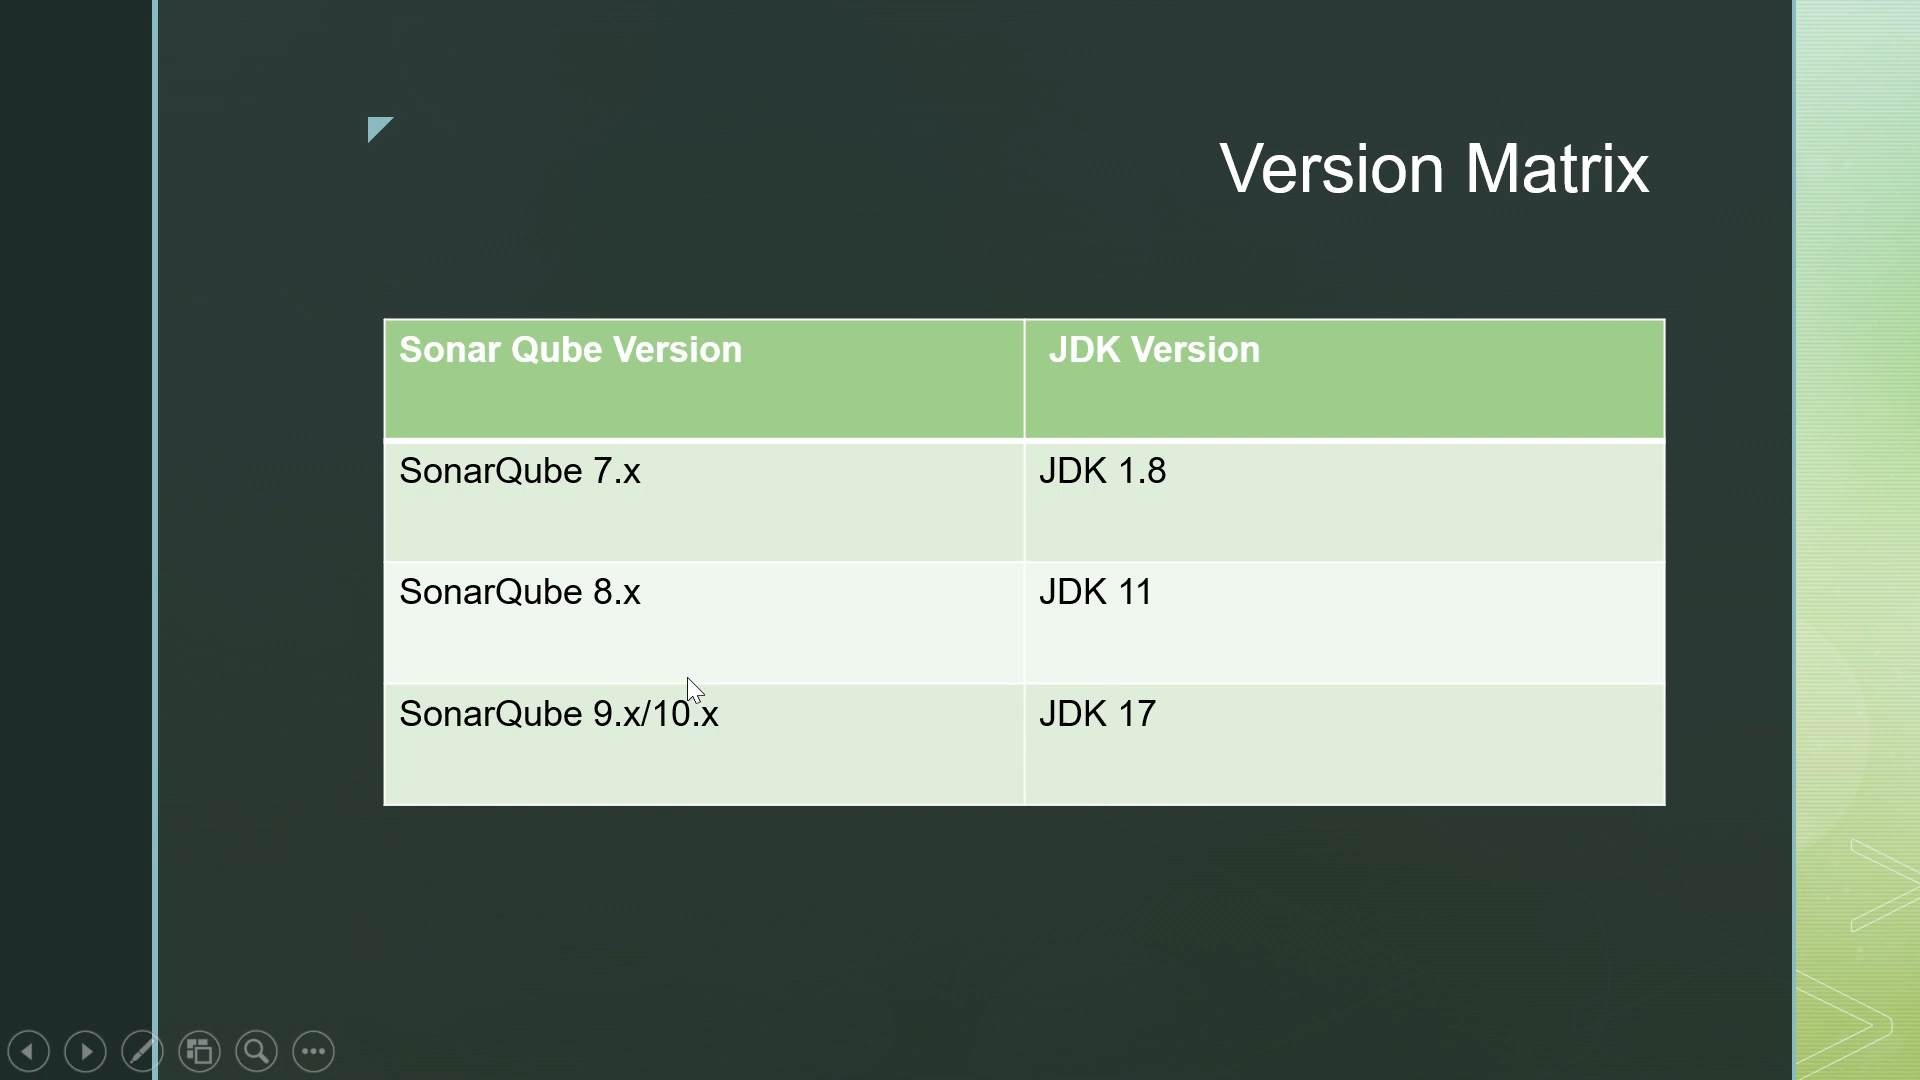 Version Matrix
Sonar Qube Version JDK Version
SonarQube 7.x JDK 1.8
SonarQube 8.x JDK 11
SonarQube 9.x/10.x JDK 17